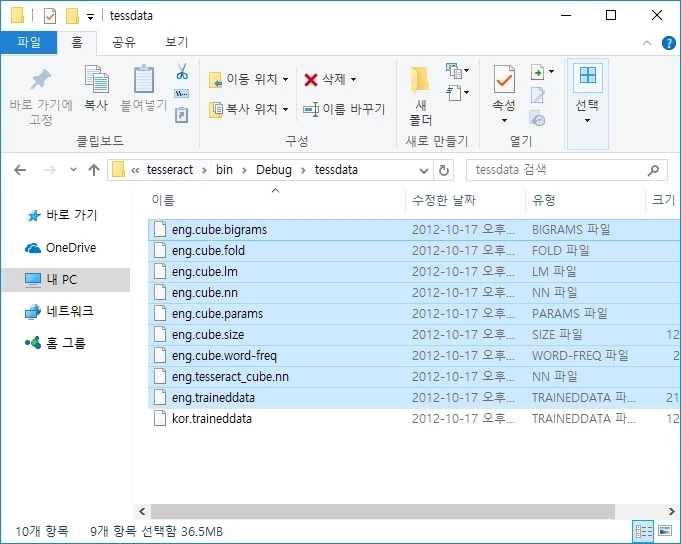 tessdata
파일 홈 공유 보기
바로 가기에 고정
복사
붙여넣기
이동 위치
복사 위치
삭제
이름 바꾸기
새 폴더
속성
선택
클립보드 구성 새로 만들기 열기
« tesseract › bin › Debug › tessdata
tessdata 검색
이름 수정한 날짜 유형 크기
바로 가기
OneDrive
내 PC
네트워크
홈 그룹
eng.cube.bigrams 2012-10-17 오후... BIGRAMS 파일
eng.cube.fold 2012-10-17 오후... FOLD 파일
eng.cube.lm 2012-10-17 오후... LM 파일
eng.cube.nn 2012-10-17 오후... NN 파일
eng.cube.params 2012-10-17 오후... PARAMS 파일
eng.cube.size 2012-10-17 오후... SIZE 파일 12
eng.cube.word-freq 2012-10-17 오후... WORD-FREQ 파일 2
eng.tesseract_cube.nn 2012-10-17 오후... NN 파일
eng.traineddata 2012-10-17 오후... TRAINEDDATA 파... 21
kor.traineddata 2012-10-17 오후... TRAINEDDATA 파... 12
10개 항목 9개 항목 선택함 36.5MB